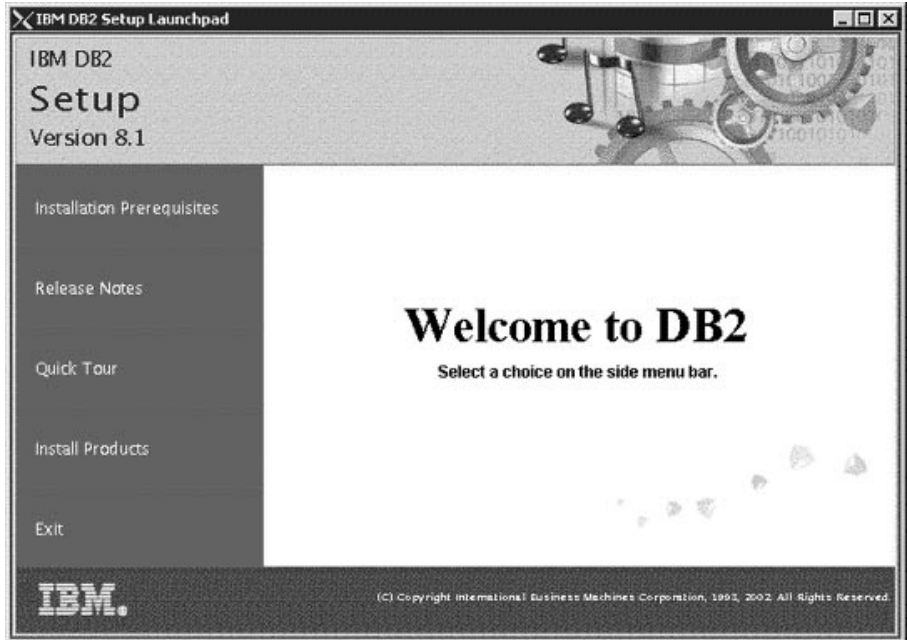 IBM DB2 Setup Launchpad
IBM DB2
Setup
Version 8.1
Installation Prerequisites
Release Notes
Quick Tour
Install Products
Exit
Welcome to DB2
Select a choice on the side menu bar.
IBM.
(C) Copyright International Business Machines Corporation, 1993, 2002 All Rights Reserved.